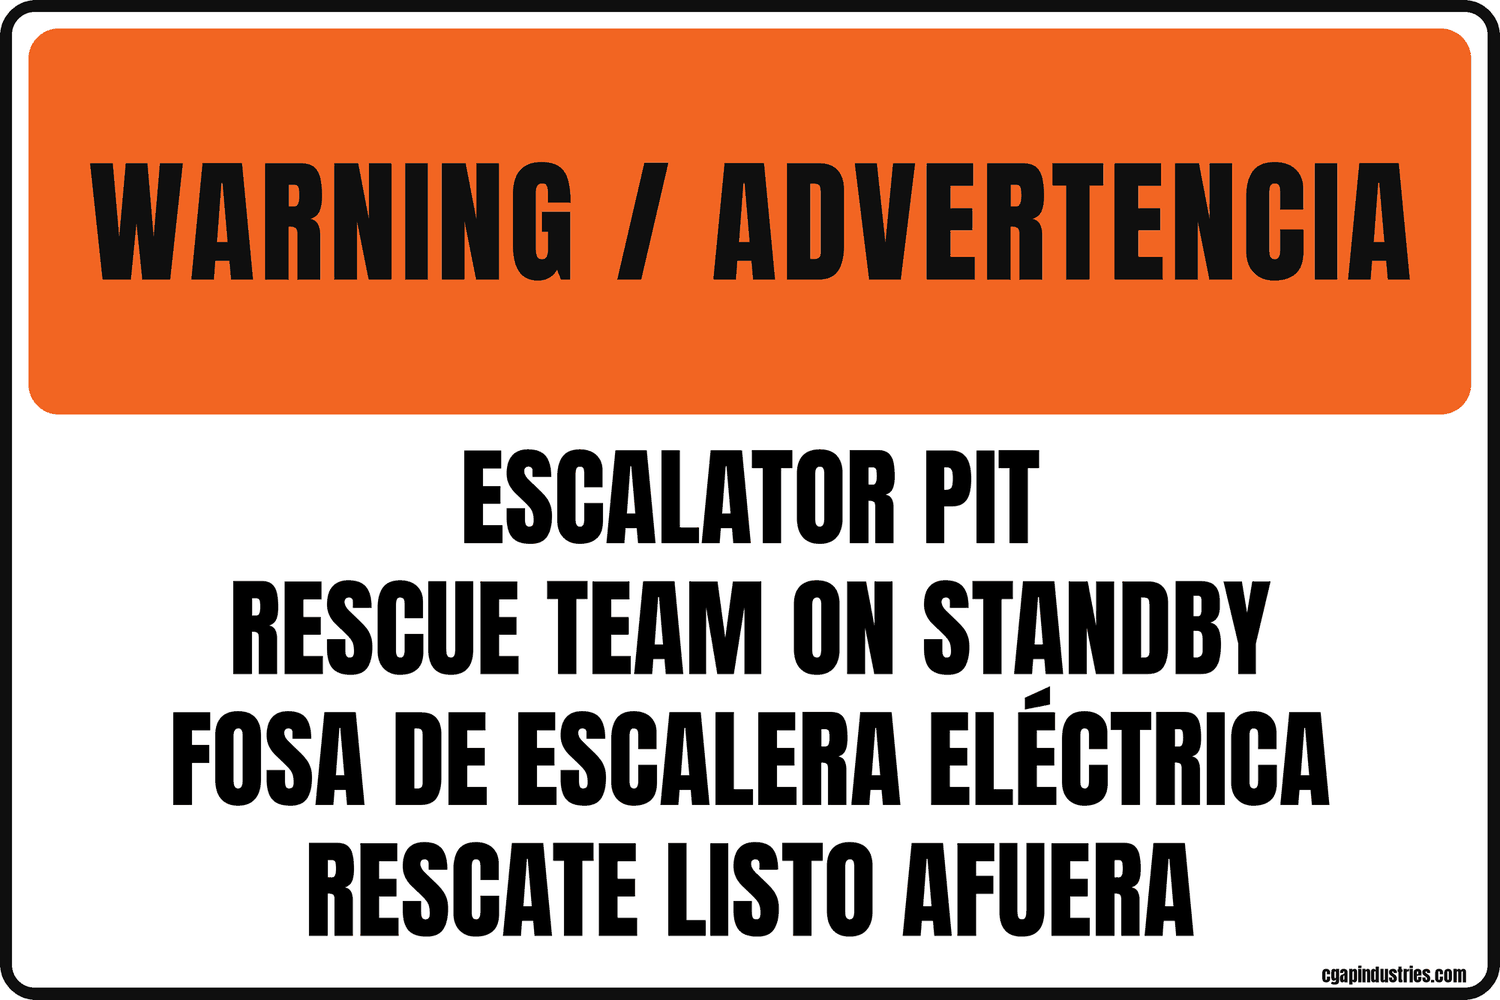 WARNING / ADVERTENCIA
ESCALATOR PIT
RESCUE TEAM ON STANDBY
FOSA DE ESCALERA ELÉCTRICA
RESCATE LISTO AFUERA
cgapindustries.com